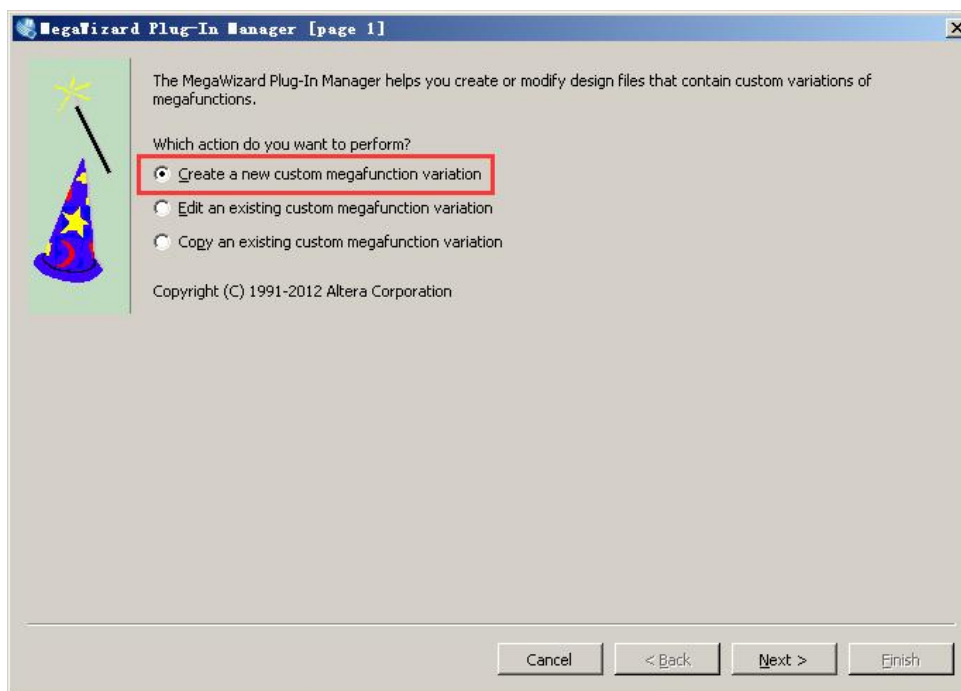 MegaWizard Plug-In Manager [page 1]
The MegaWizard Plug-In Manager helps you create or modify design files that contain custom variations of
megafunctions.
Which action do you want to perform?
Create a new custom megafunction variation
Edit an existing custom megafunction variation
Copy an existing custom megafunction variation
Copyright (C) 1991-2012 Altera Corporation
Cancel < Back Next > Finish